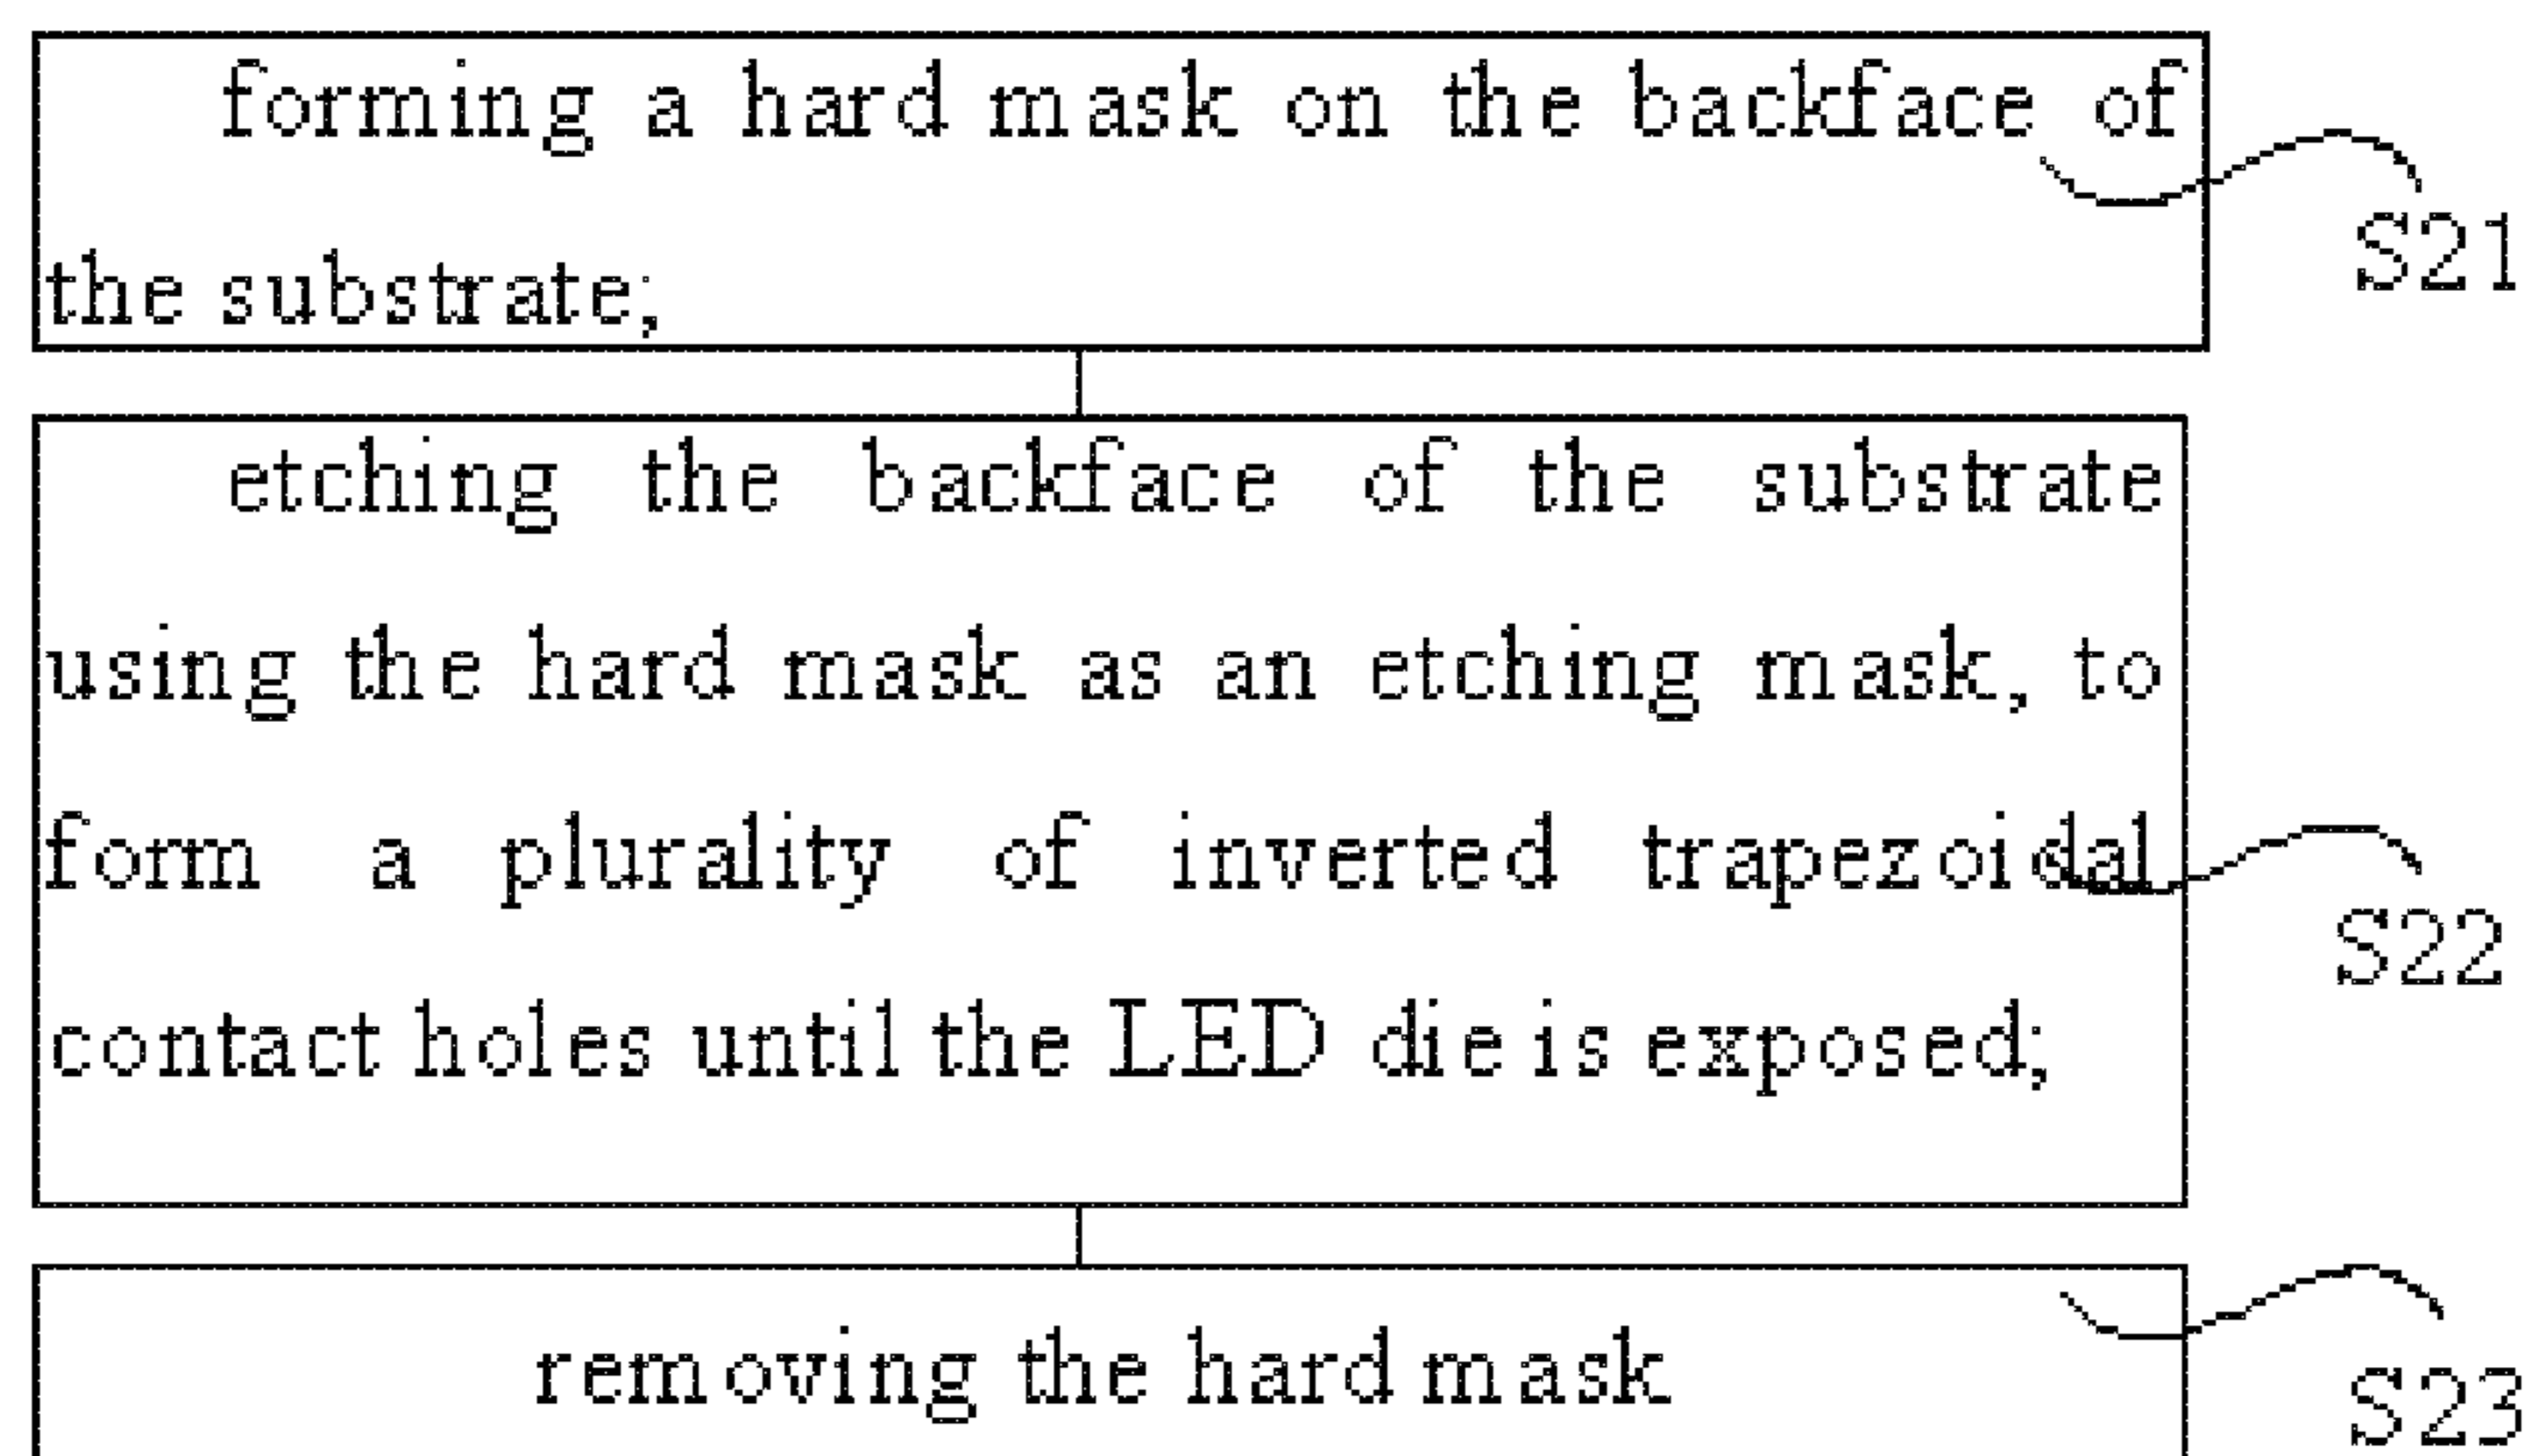 forming a hard mask on the backface of
the substrate;
S21
etching the backface of the substrate
using the hard mask as an etching mask, to
form a plurality of inverted trapezoidal
contact holes until the LED die is exposed;
S22
removing the hard mask
S23